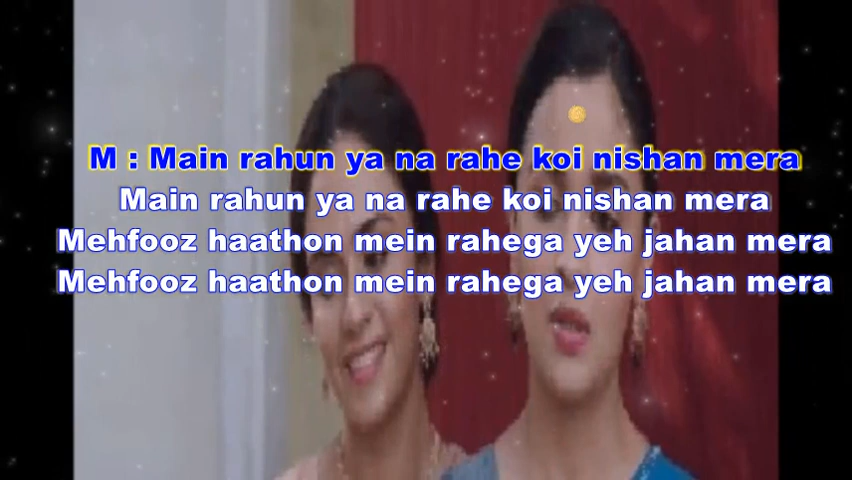 M : Main rahun ya na rahe koi nishan mera
Main rahun ya na rahe koi nishan mera
Mehfooz haathon mein rahega yeh jahan mera
Mehfooz haathon mein rahega yeh jahan mera